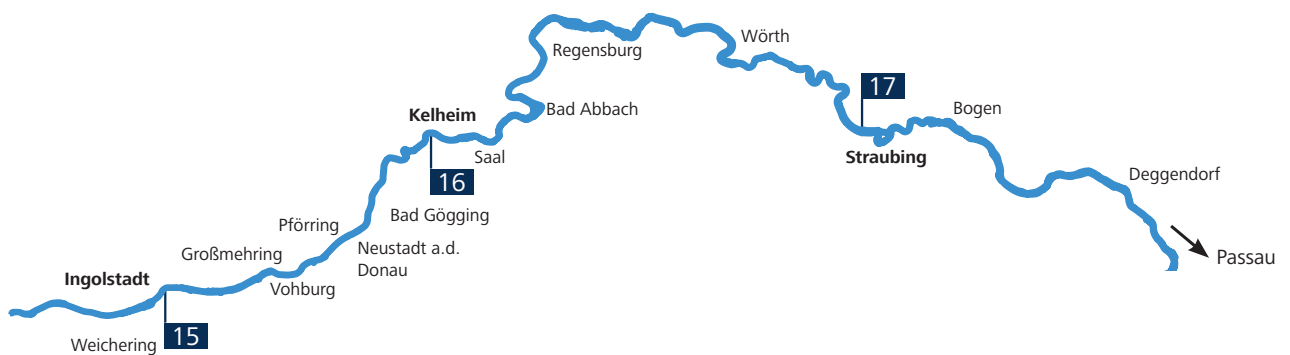 Wörth
Regensburg
17
Bad Abbach
Bogen
Kelheim
Saal
Straubing
Deggendorf
16
Bad Gögging
Pförring
Neustadt a.d.
Donau
Großmehring
Passau
Ingolstadt
Vohburg
15
Weichering